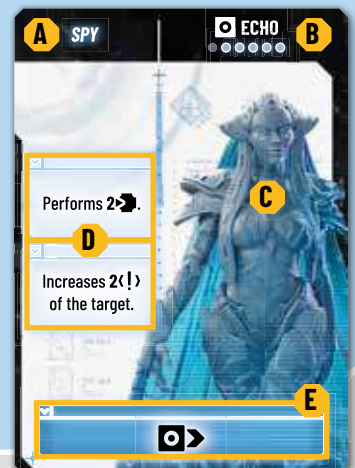 A SPY ECHO B
C
Performs 2.
D
Increases 2<!>
of the target.
E